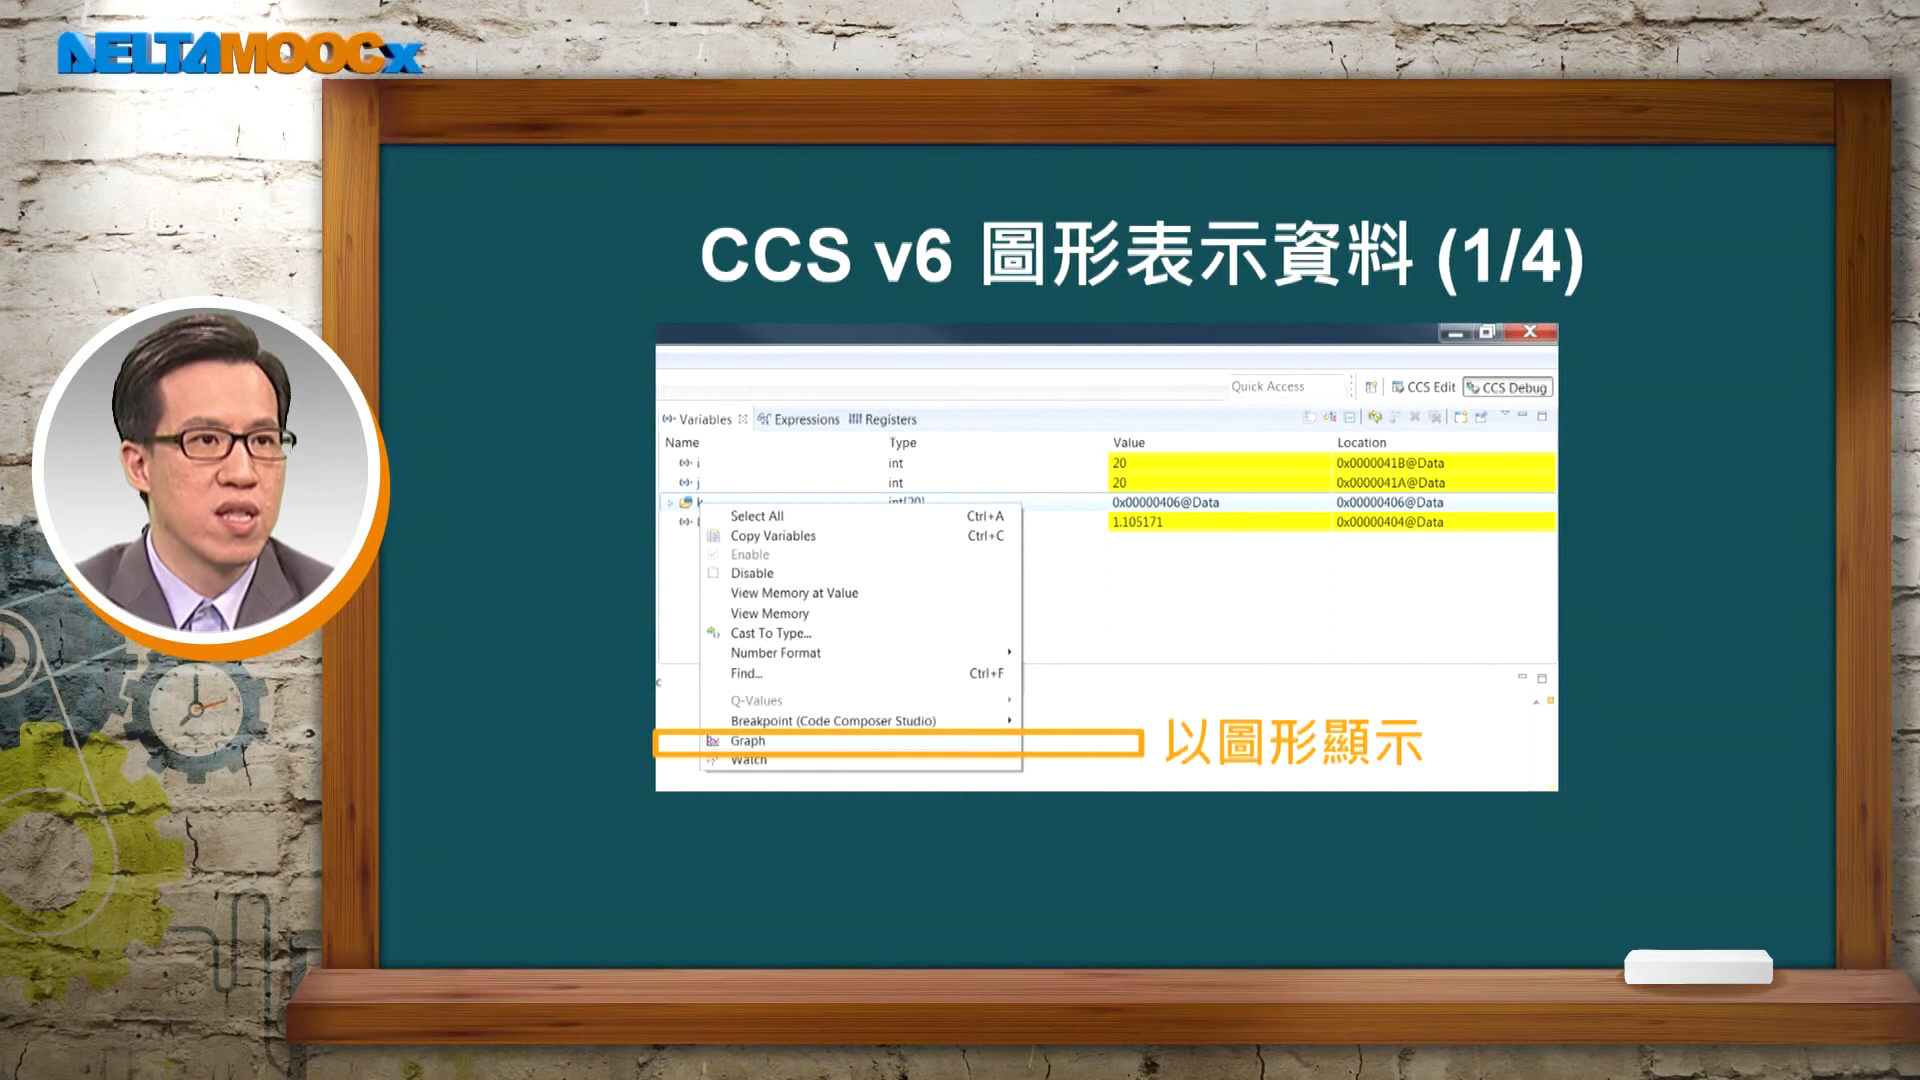 DELTAMOOCx
CCS v6 圖形表示資料 (1/4)
Quick Access CCS Edit CCS Debug
Variables Expressions Registers
Name Type Value Location
i int 20 0x0000041B@Data
j int 20 0x0000041A@Data
int[20] 0x00000406@Data 0x00000406@Data
1.105171 0x00000404@Data
Select All Ctrl+A
Copy Variables Ctrl+C
Enable
Disable
View Memory at Value
View Memory
Cast To Type...
Number Format
Find... Ctrl+F
Q-Values
Breakpoint (Code Composer Studio)
Graph
以圖形顯示
Watch